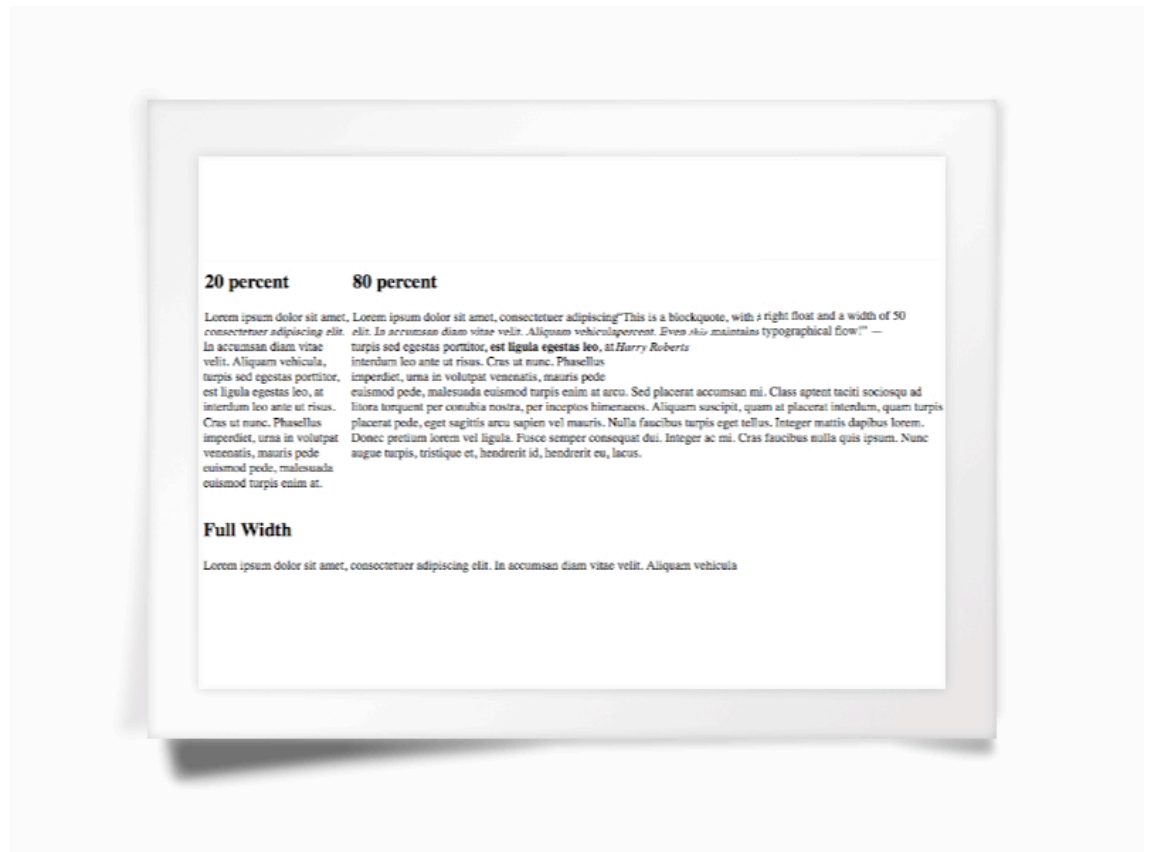 20 percent
Lorem ipsum dolor sit amet,
consectetuer adipiscing elit.
In accumsan diam vitae
velit. Aliquam vehicula,
turpis sed egestas porttitor,
est ligula egestas leo, at
interdum leo ante ut risus.
Cras ut nunc. Phasellus
imperdiet, urna in volutpat
venenatis, mauris pede
euismod pede, malesuada
euismod turpis enim at.
80 percent
Lorem ipsum dolor sit amet, consectetuer adipiscing
elit. In accumsan diam vitae velit. Aliquam vehicula
turpis sed egestas porttitor, est ligula egestas leo, at
interdum leo ante ut risus. Cras ut nunc. Phasellus
imperdiet, urna in volutpat venenatis, mauris pede
"This is a blockquote, with a right float and a width of 50
percent. Even this maintains typographical flow!" —
Harry Roberts
euismod pede, malesuada euismod turpis enim at arcu. Sed placerat accumsan mi. Class aptent taciti sociosqu ad
litora torquent per conubia nostra, per inceptos himenaeos. Aliquam suscipit, quam at placerat interdum, quam turpis
placerat pede, eget sagittis arcu sapien vel mauris. Nulla faucibus turpis eget tellus. Integer mattis dapibus lorem.
Donec pretium lorem vel ligula. Fusce semper consequat dui. Integer ac mi. Cras faucibus nulla quis ipsum. Nunc
augue turpis, tristique et, hendrerit id, hendrerit eu, lacus.
Full Width
Lorem ipsum dolor sit amet, consectetuer adipiscing elit. In accumsan diam vitae velit. Aliquam vehicula